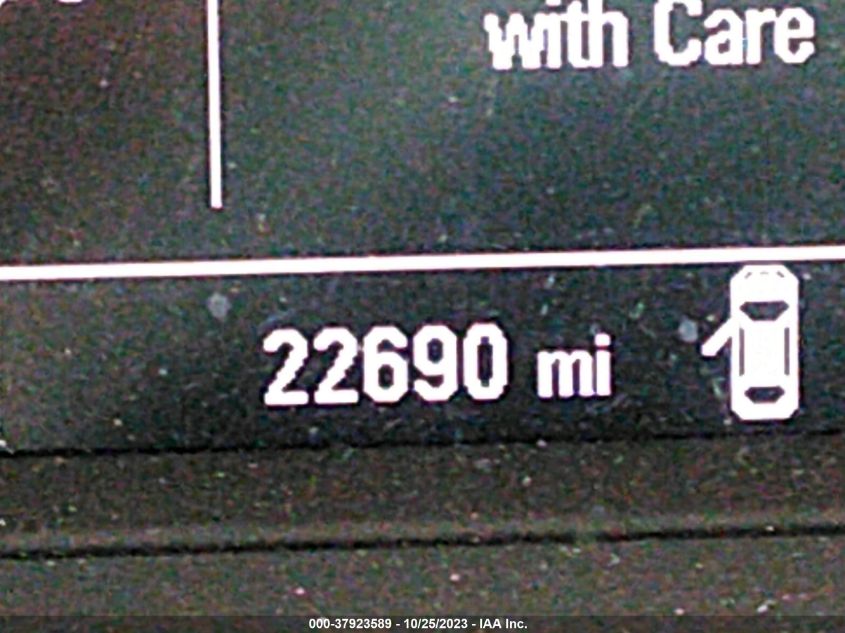 with Care
22690 mi
000-37923589 - 10/25/2023 - IAA Inc.